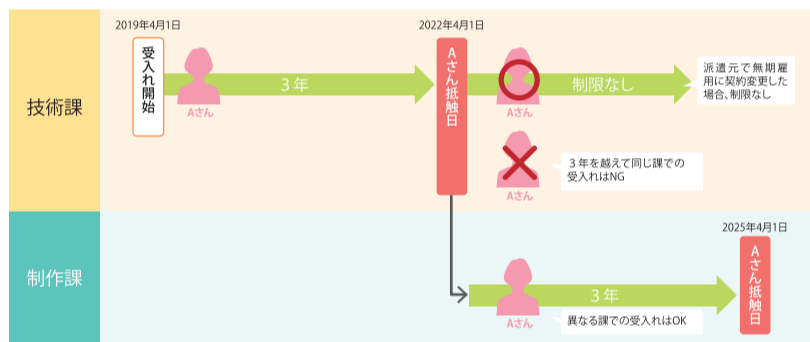 2019年4月1日
2022年4月1日
技術課
受入れ開始
Aさん
3年
Aさん抵触日
Aさん
制限なし
派遣元で無期雇
用に契約変更した
場合、制限なし
Aさん
3年を越えて同じ課での
受入れはNG
2025年4月1日
制作課
Aさん
3年
異なる課での受入れはOK
Aさん抵触日